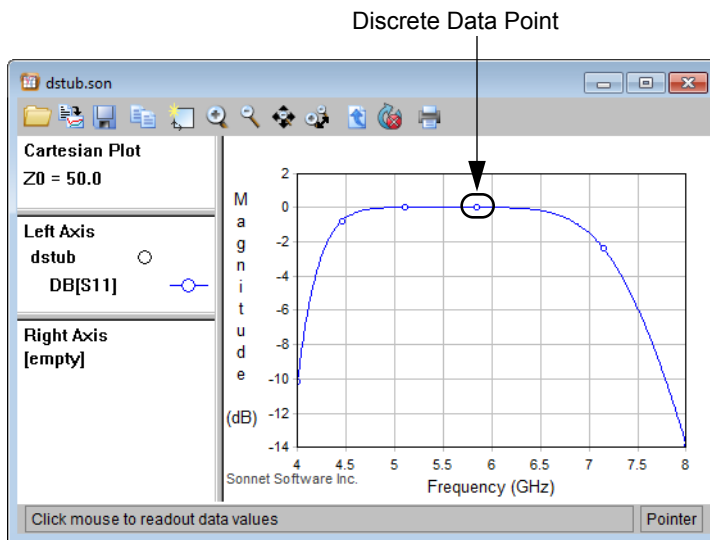 Discrete Data Point
dstub.son
Cartesian Plot
Z0 = 50.0
Left Axis
dstub
DB[S11]
Right Axis
[empty]
Magnitude
(dB)
2
0
-2
-4
-6
-8
-10
-12
-14
4 4.5 5 5.5 6 6.5 7 7.5 8
Sonnet Software Inc.
Frequency (GHz)
Click mouse to readout data values
Pointer